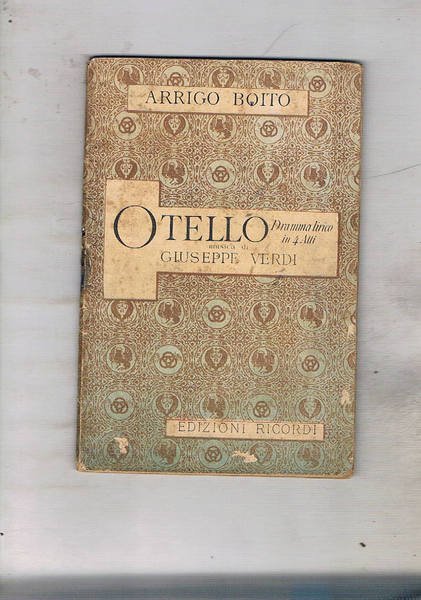 ARRIGO BOITO
OTELLO
Dramma lirico
in 4 Atti
musica di
GIUSEPPE VERDI
EDIZIONI RICORDI